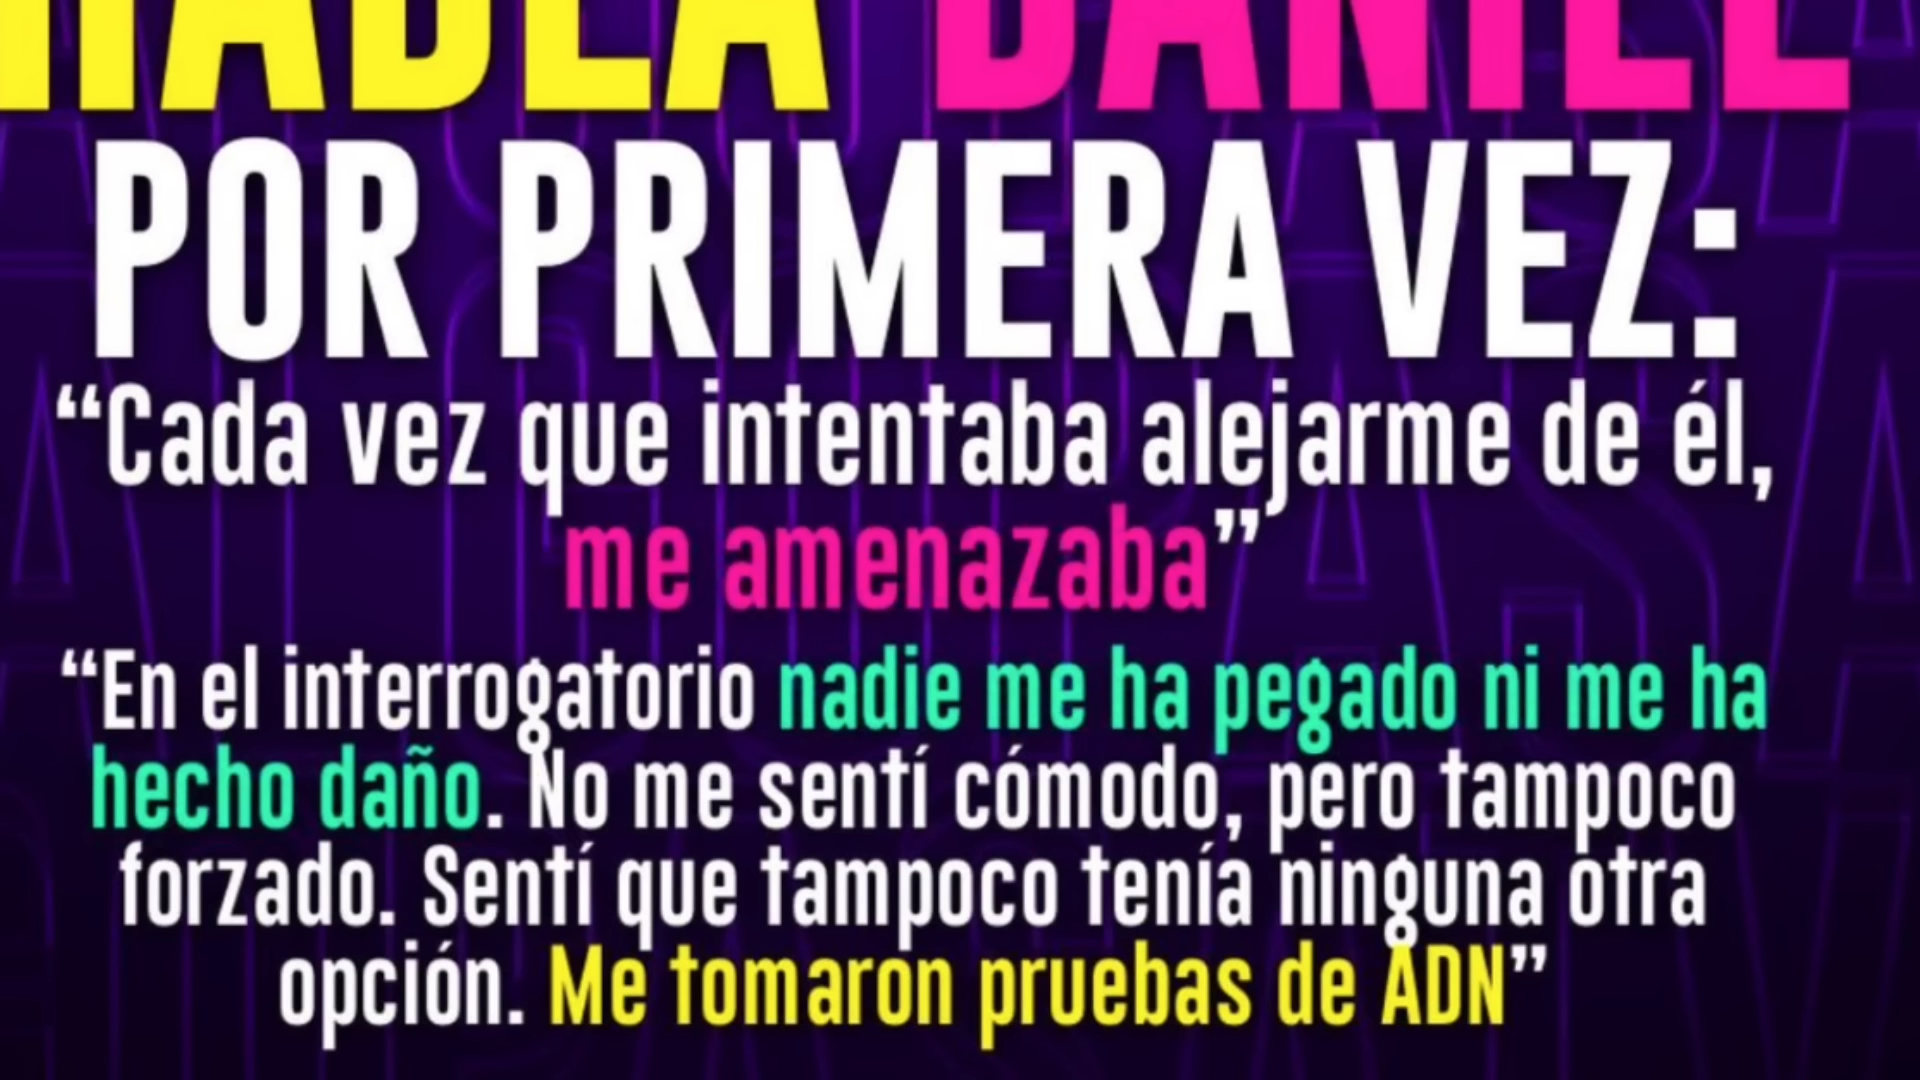 HABLA DANIEL
POR PRIMERA VEZ:
“Cada vez que intentaba alejarme de él,
me amenazaba”
“En el interrogatorio nadie me ha pegado ni me ha
hecho daño. No me sentí cómodo, pero tampoco
forzado. Sentí que tampoco tenía ninguna otra
opción. Me tomaron pruebas de ADN”